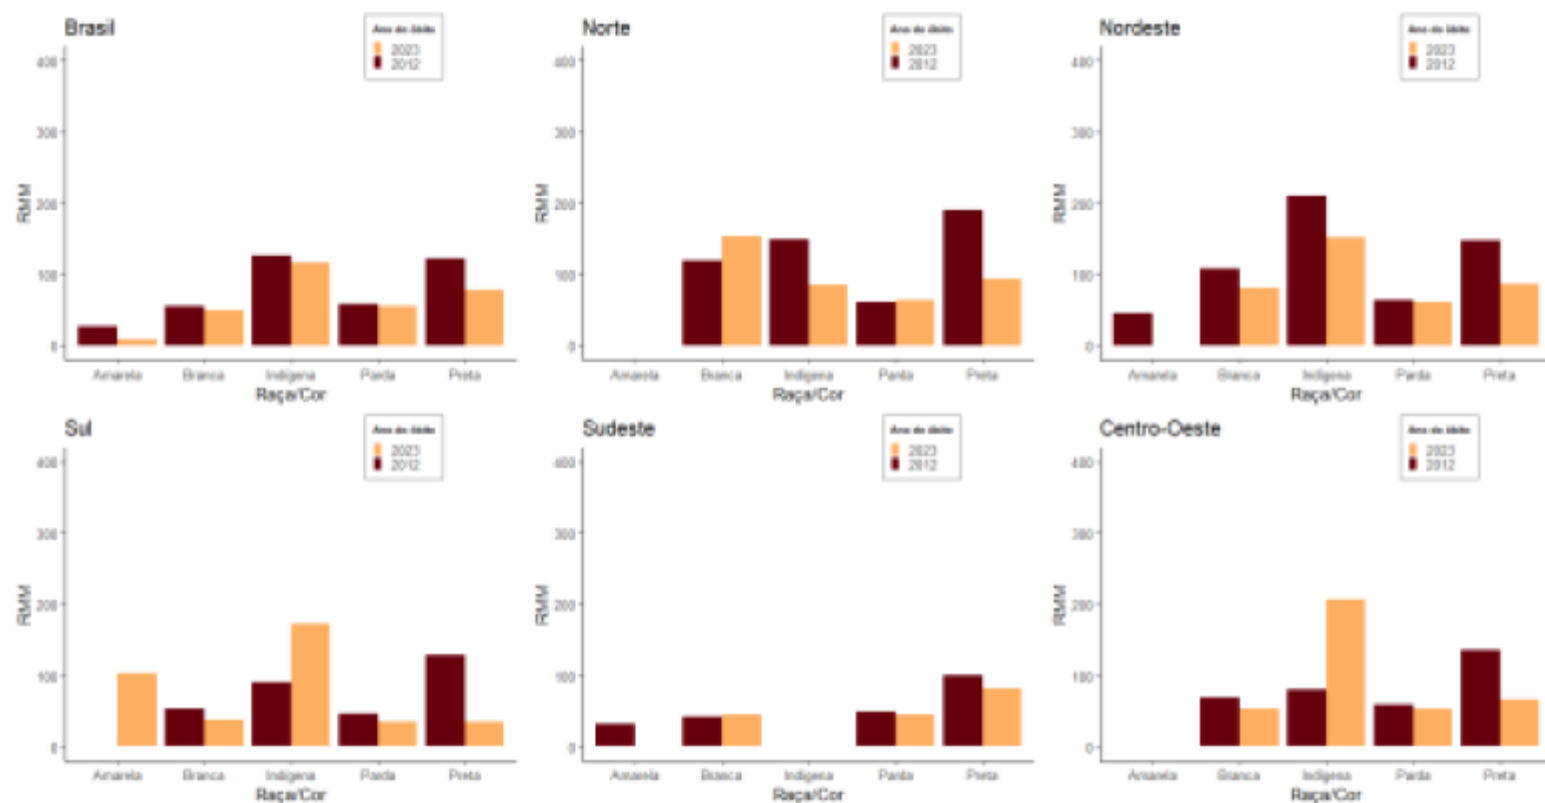 Brasil
Ano do óbito
2023
2012
400
300
200
100
0
RMM
Amarela Branca Indígena Parda Preta
Raça/Cor
Norte
Ano do óbito
2023
2012
400
300
200
100
0
RMM
Amarela Branca Indígena Parda Preta
Raça/Cor
Nordeste
Ano do óbito
2023
2012
400
300
200
100
0
RMM
Amarela Branca Indígena Parda Preta
Raça/Cor
Sul
Ano do óbito
2023
2012
400
300
200
100
0
RMM
Amarela Branca Indígena Parda Preta
Raça/Cor
Sudeste
Ano do óbito
2023
2012
400
300
200
100
0
RMM
Amarela Branca Indígena Parda Preta
Raça/Cor
Centro-Oeste
Ano do óbito
2023
2012
400
300
200
100
0
RMM
Amarela Branca Indígena Parda Preta
Raça/Cor